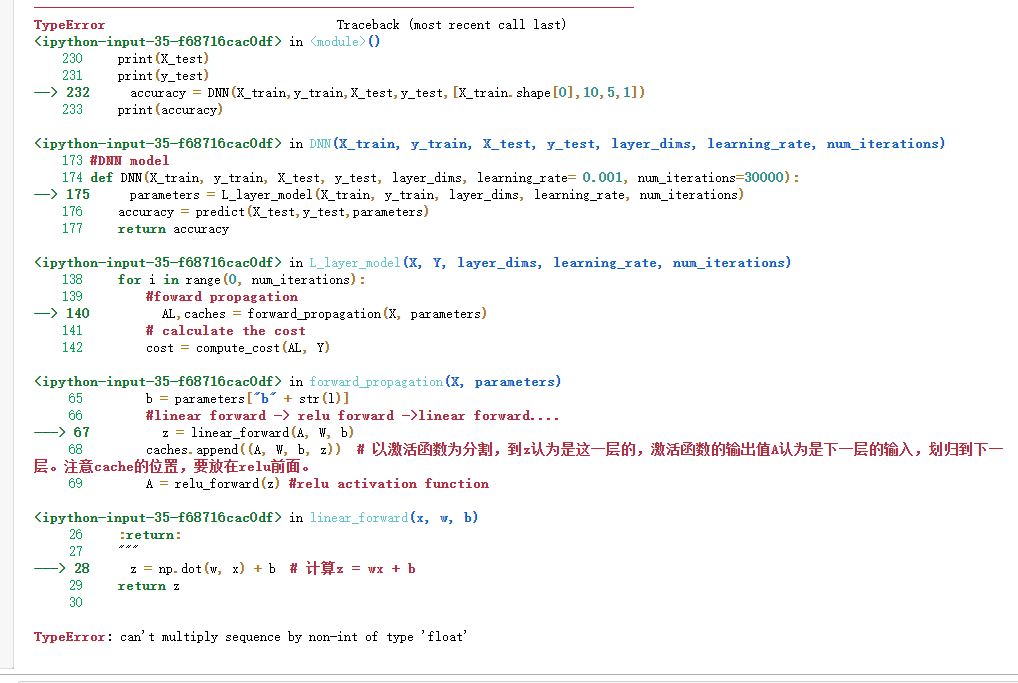 TypeError                                 Traceback (most recent call last)
<ipython-input-35-f68716cac0df> in <module>()
    230     print(X_test)
    231     print(y_test)
--> 232     accuracy = DNN(X_train,y_train,X_test,y_test,[X_train.shape[0],10,5,1])
    233     print(accuracy)
<ipython-input-35-f68716cac0df> in DNN(X_train, y_train, X_test, y_test, layer_dims, learning_rate, num_iterations)
    173 #DNN model
    174 def DNN(X_train, y_train, X_test, y_test, layer_dims, learning_rate= 0.001, num_iterations=30000):
--> 175     parameters = L_layer_model(X_train, y_train, layer_dims, learning_rate, num_iterations)
    176     accuracy = predict(X_test,y_test,parameters)
    177     return accuracy
<ipython-input-35-f68716cac0df> in L_layer_model(X, Y, layer_dims, learning_rate, num_iterations)
    138     for i in range(0, num_iterations):
    139         #foward propagation
--> 140         AL,caches = forward_propagation(X, parameters)
    141         # calculate the cost
    142         cost = compute_cost(AL, Y)
<ipython-input-35-f68716cac0df> in forward_propagation(X, parameters)
     65         b = parameters["b" + str(l)]
     66         #linear forward -> relu forward ->linear forward....
---> 67         z = linear_forward(A, W, b)
     68         caches.append((A, W, b, z))  # 以激活函数为分割，到z认为是这一层的，激活函数的输出值A认为是下一层的输入，划归到下一
层。注意cache的位置，要放在relu前面。
     69         A = relu_forward(z) #relu activation function
<ipython-input-35-f68716cac0df> in linear_forward(x, w, b)
     26     :return:
     27     """
---> 28     z = np.dot(w, x) + b  # 计算z = wx + b
     29     return z
     30
TypeError: can't multiply sequence by non-int of type 'float'